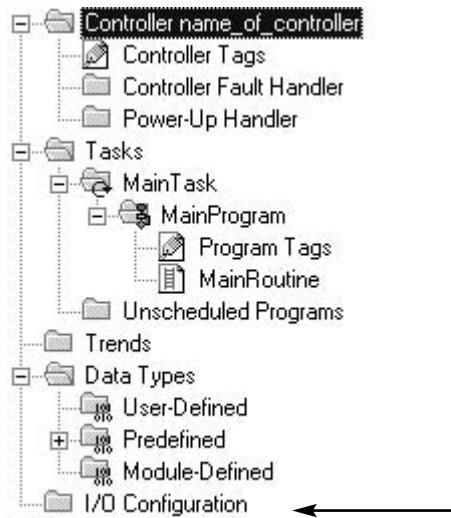 Controller name_of_controller
Controller Tags
Controller Fault Handler
Power-Up Handler
Tasks
MainTask
MainProgram
Program Tags
MainRoutine
Unscheduled Programs
Trends
Data Types
User-Defined
Predefined
Module-Defined
I/O Configuration